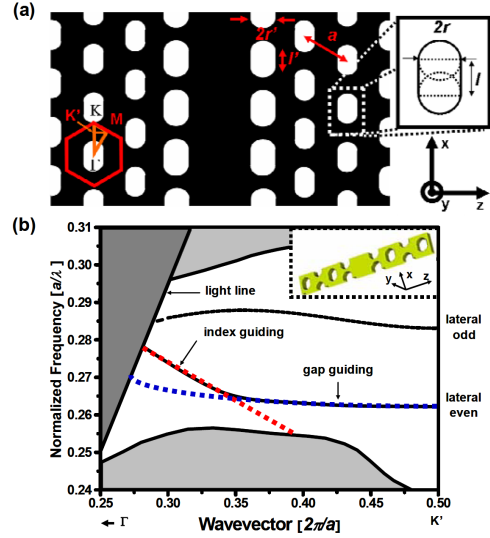 (a)
2r'
l'
a
2r
l
K
K'
M
Γ
x
y
z
(b)
0.31
0.30
0.29
0.28
0.27
0.26
0.25
0.24
Normalized Frequency [a/λ]
light line
index guiding
gap guiding
y x z
lateral
odd
lateral
even
0.25 0.30 0.35 0.40 0.45 0.50
← Γ Wavevector [2π/a] K'